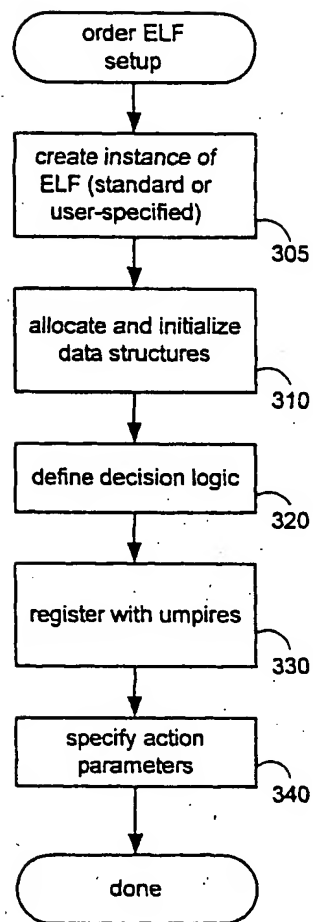 order ELF
setup
create instance of
ELF (standard or
user-specified)
305
allocate and initialize
data structures
310
define decision logic
320
register with umpires
330
specify action
parameters
340
done